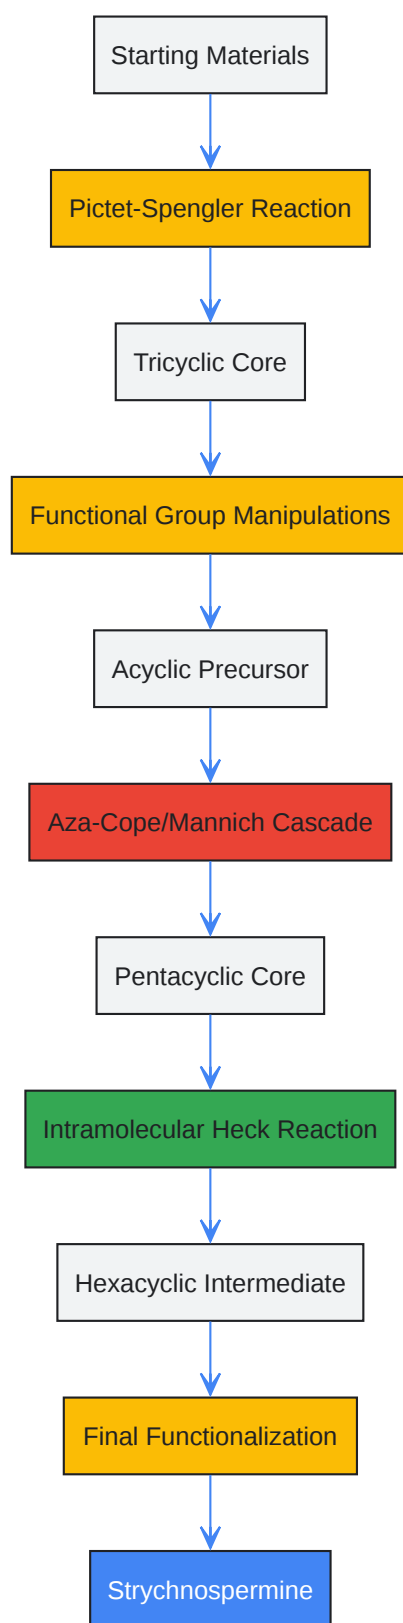 Starting Materials
Pictet-Spengler Reaction
Tricyclic Core
Functional Group Manipulations
Acyclic Precursor
Aza-Cope/Mannich Cascade
Pentacyclic Core
Intramolecular Heck Reaction
Hexacyclic Intermediate
Final Functionalization
Strychnospermine